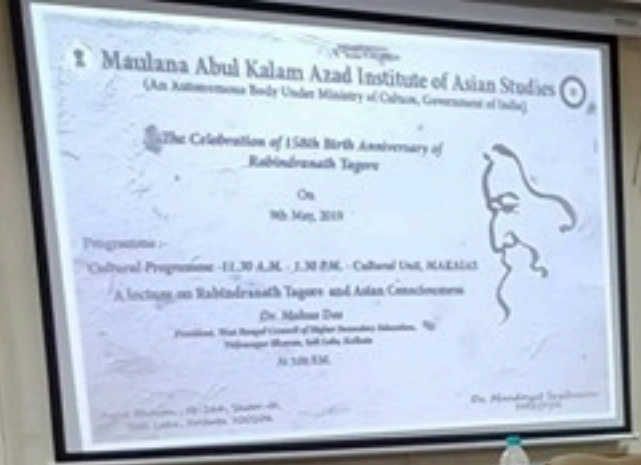 Maulana Abul Kalam Azad Institute of Asian Studies
(An Autonomous Body Under Ministry of Culture, Government of India)
The Celebration of 158th Birth Anniversary of
Rabindranath Tagore
On
9th May, 2019
Programme :-
Cultural Programme - 11.30 A.M. - 1.30 P.M. - Cultural Unit, MAKAIAS
A lecture on Rabindranath Tagore and Asian Consciousness
Dr. Mahua Das
President, West Bengal Council of Higher Secondary Education,
Vidyasagar Bhavan, Salt Lake, Kolkata